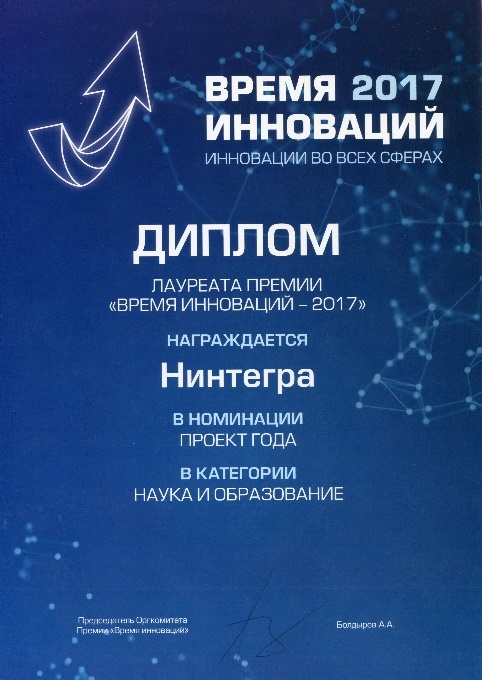 ВРЕМЯ 2017
ИННОВАЦИЙ
ИННОВАЦИИ ВО ВСЕХ СФЕРАХ
ДИПЛОМ
ЛАУРЕАТА ПРЕМИИ
«ВРЕМЯ ИННОВАЦИЙ – 2017»
НАГРАЖДАЕТСЯ
Нинтегра
В НОМИНАЦИИ
ПРОЕКТ ГОДА
В КАТЕГОРИИ
НАУКА И ОБРАЗОВАНИЕ
Председатель Оргкомитета
Премии «Время инноваций»
Болдырев А.А.